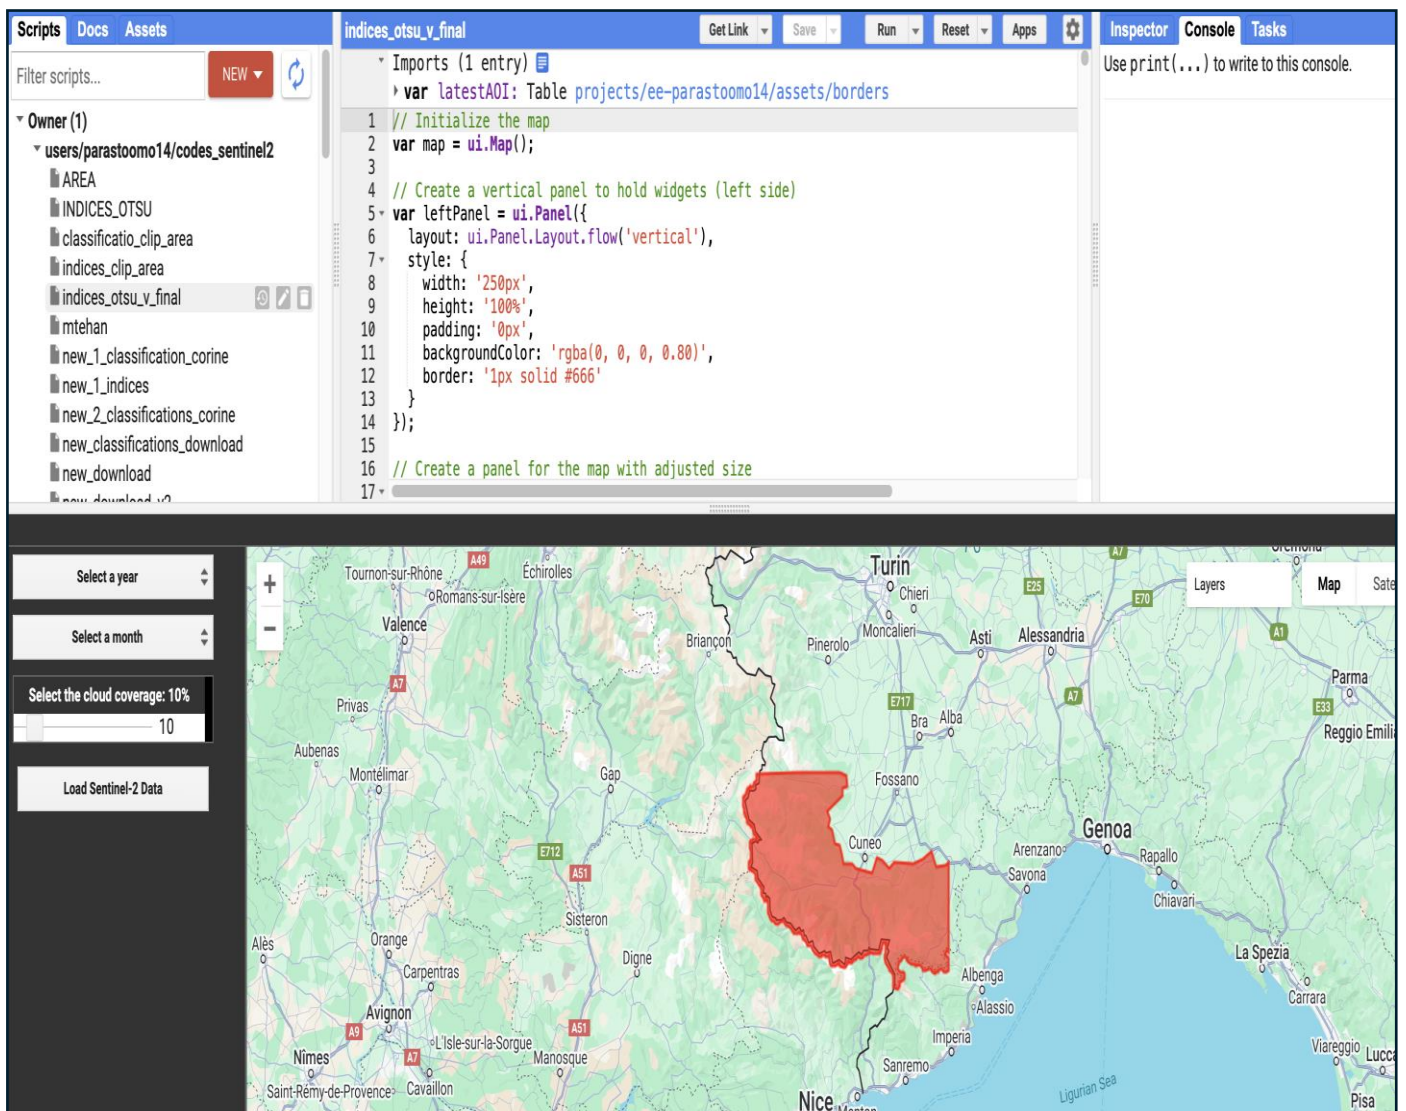 Scripts Docs Assets
Filter scripts...
NEW
Owner (1)
users/parastoomo14/codes_sentinel2
AREA
INDICES_OTSU
classificatio_clip_area
indices_clip_area
indices_otsu_v_final
mtehan
new_1_classification_corine
new_1_indices
new_2_classifications_corine
new_classifications_download
new_download
indices_otsu_v_final
Get Link Save Run Reset Apps
Imports (1 entry)
var latestAOI: Table projects/ee-parastoomo14/assets/borders
1 // Initialize the map
2 var map = ui.Map();
3
4 // Create a vertical panel to hold widgets (left side)
5 var leftPanel = ui.Panel({
6 layout: ui.Panel.Layout.flow('vertical'),
7 style: {
8 width: '250px',
9 height: '100%',
10 padding: '0px',
11 backgroundColor: 'rgba(0, 0, 0, 0.80)',
12 border: '1px solid #666'
13 }
14 });
15
16 // Create a panel for the map with adjusted size
17
Inspector Console Tasks
Use print(...) to write to this console.
Select a year
Select a month
Select the cloud coverage: 10%
10
Load Sentinel-2 Data
+
−
Layers
Map Sate
A49
Tournon-sur-Rhône
Échirolles
Romans-sur-Isère
Valence
Briançon
Turin
Chieri
Moncalieri
Pinerolo
Asti
Alessandria
E25
E70
A7
A1
Parma
E33
Reggio Emili
A7
Privas
E717
Bra
Alba
A7
Aubenas
Montélimar
Gap
Fossano
Cuneo
Genoa
Arenzano
Rapallo
Savona
Chiavari
E712
A51
Sisteron
Alès
Orange
Carpentras
Digne
La Spezia
Albenga
Alassio
Carrara
Avignon
A9
A51
L'Isle-sur-la-Sorgue
Imperia
Nîmes
A7
Manosque
Sanremo
Viareggio
Lucc
Saint-Rémy-de-Provence
Cavaillon
Nice
Ligurian Sea
Pisa